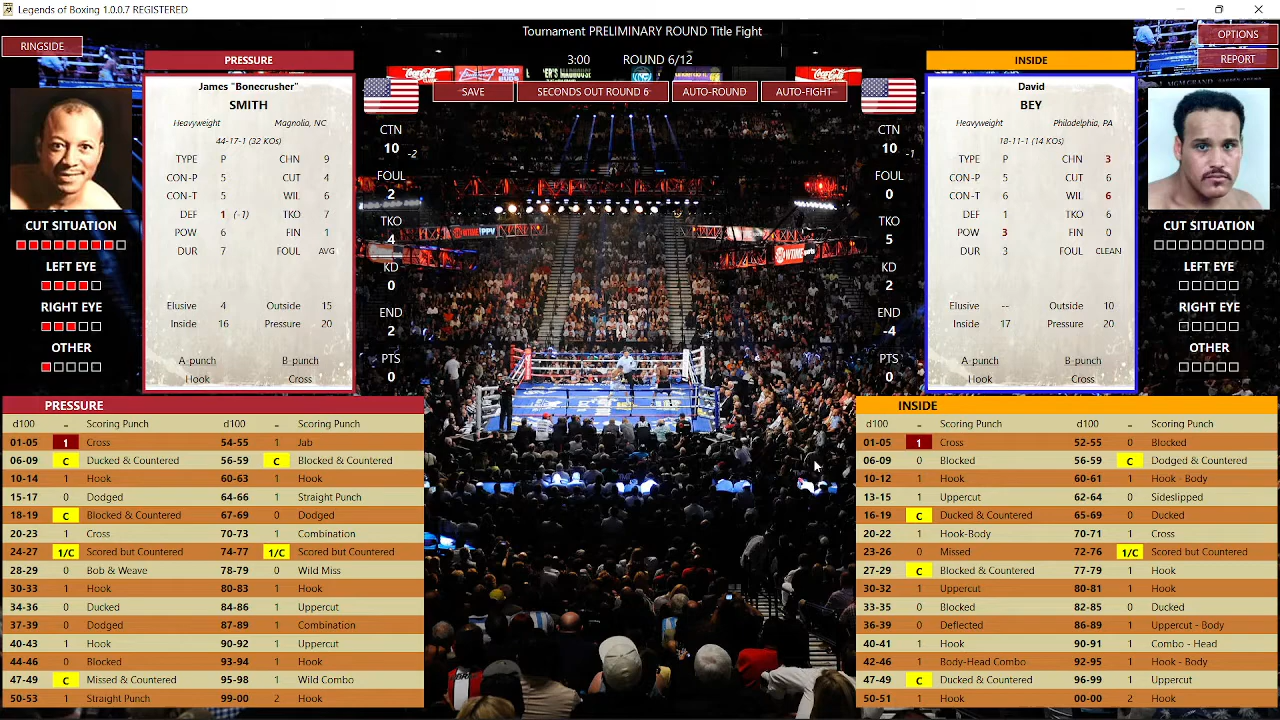 Legends of Boxing 1.0.0.7 REGISTERED
Tournament PRELIMINARY ROUND Title Fight
OPTIONS
REPORT
RINGSIDE
3:00 ROUND 6/12
SAVE SECONDS OUT ROUND 6 AUTO-ROUND AUTO-FIGHT
PRESSURE
James "Bonecrusher"
SMITH
Heavyweight Magnolia, NC
44-17-1 (32 KOs)
TYPE P CHN 9
CON-P 5 CUT 4
CON-T 5 WIL 6
DEF 1 (-1) TKO 7
POW 6 FIN 1
DUR FOUL AVG
Elusive 4 Outside 15
Inside 16 Pressure 20
A-punch B-punch
Hook Cross
CUT SITUATION
LEFT EYE
RIGHT EYE
OTHER
CTN
10 -2
FOUL
2
TKO
4
KD
0
END
2
PTS
0
INSIDE
David
BEY
Heavyweight Philadelphia, PA
18-11-1 (14 KOs)
TYPE P CHN 3
CON-P 5 CUT 6
CON-T 6 WIL 6
DEF 2 TKO 8
POW 3 FIN 2
DUR FOUL CLEAN
Elusive -- Outside 10
Inside 17 Pressure 20
A-punch B-punch
Hook Cross
CUT SITUATION
LEFT EYE
RIGHT EYE
OTHER
CTN
10 -1
FOUL
0
TKO
5
KD
2
END
-4
PTS
0
PRESSURE
d100 - Scoring Punch d100 - Scoring Punch
01-05 1 Cross 54-55 1 Jab
06-09 C Ducked & Countered 56-59 C Blocked & Countered
10-14 1 Hook 60-63 1 Hook
15-17 0 Dodged 64-66 1 Straight Punch
18-19 C Blocked & Countered 67-69 0 Dodged
20-23 1 Cross 70-73 1 Combination
24-27 1/C Scored but Countered 74-77 1/C Scored but Countered
28-29 0 Bob & Weave 78-79 0 Wild Miss
30-33 1 Hook 80-83 1 Hook
34-36 0 Ducked 84-86 1 Uppercut
37-39 0 Dodged 87-89 1 Combination
40-43 1 Hook 90-92 1 Uppercut
44-46 0 Blocked 93-94 1 Hook
47-49 C Missed & Countered 95-98 1 Wild Combo
50-53 1 Straight Punch 99-00 2 Hook
INSIDE
d100 - Scoring Punch d100 - Scoring Punch
01-05 1 Cross 52-55 0 Blocked
06-09 0 Blocked 56-59 C Dodged & Countered
10-12 1 Hook 60-61 1 Hook - Body
13-15 1 Uppercut 62-64 0 Sideslipped
16-19 C Ducked & Countered 65-69 0 Ducked
20-22 1 Hook-Body 70-71 1 Cross
23-26 0 Missed 72-76 1/C Scored but Countered
27-29 C Blocked & Countered 77-79 1 Hook
30-32 1 Uppercut 80-81 1 Hook
33-35 0 Blocked 82-85 0 Ducked
36-39 0 Deflected 86-89 1 Uppercut - Body
40-41 1 Hook 90-91 1 Combo - Head
42-46 1 Body-Head Combo 92-95 1 Hook - Body
47-49 C Ducked & Countered 96-99 1 Uppercut
50-51 1 Hook 00-00 2 Hook